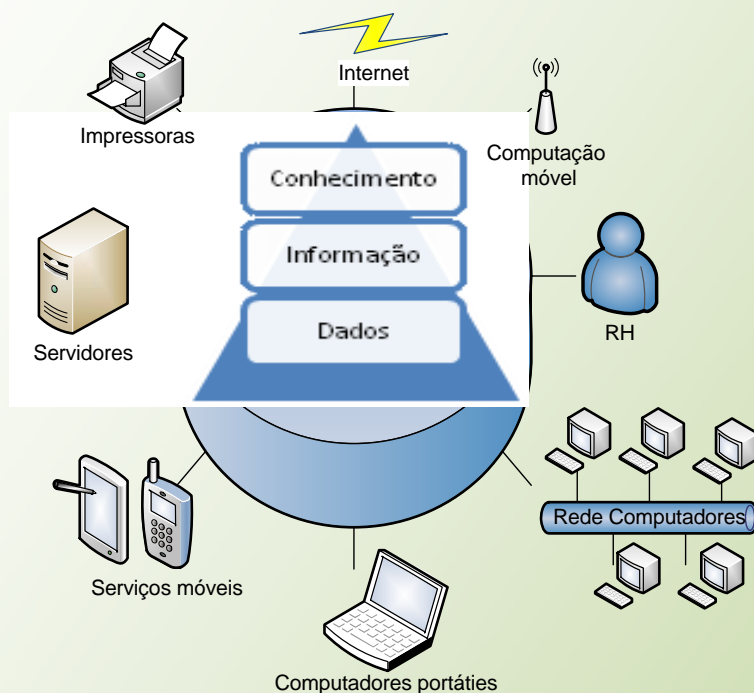 Internet
Impressoras
Computação
móvel
Conhecimento
Informação
Dados
Servidores
RH
Rede Computadores
Serviços móveis
Computadores portáties